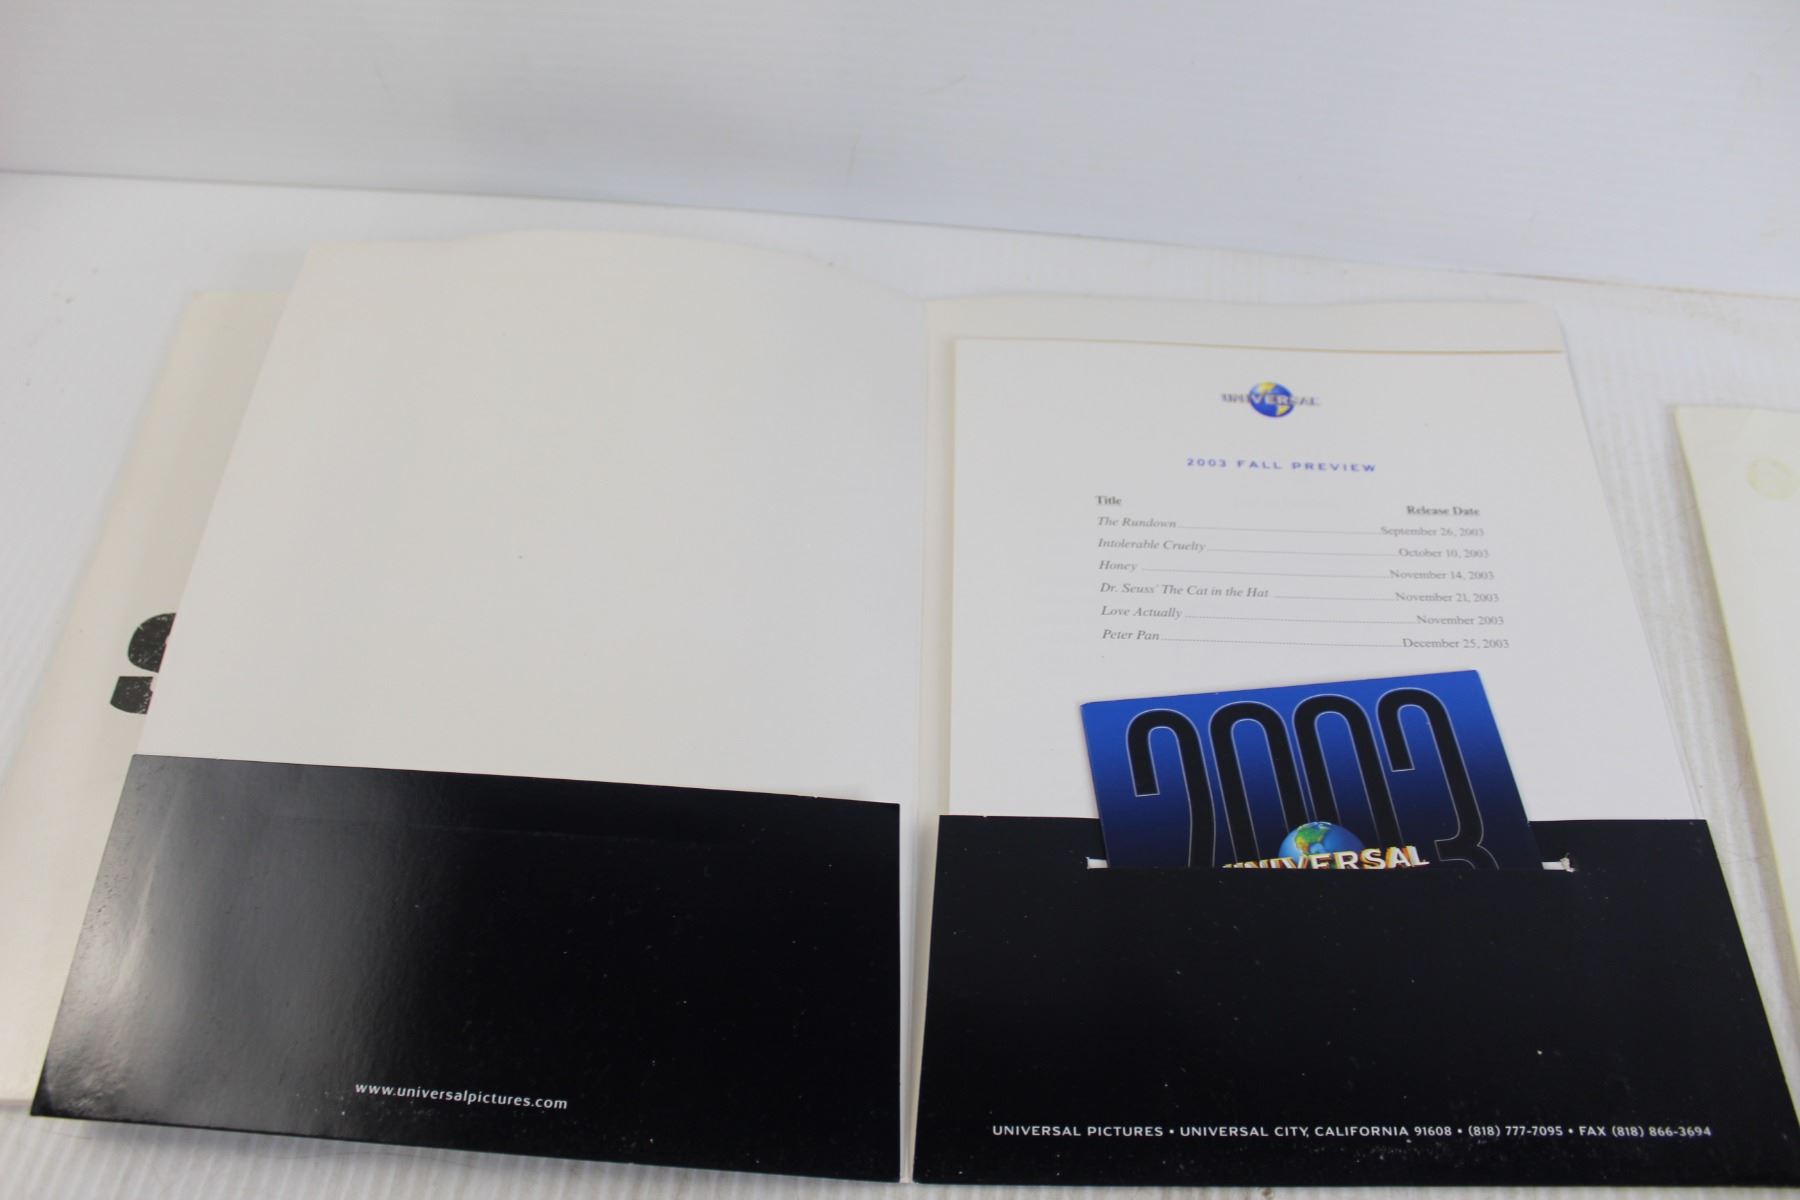 UNIVERSAL
2003 FALL PREVIEW
Title Release Date
The Rundown September 26, 2003
Intolerable Cruelty October 10, 2003
Honey November 14, 2003
Dr. Seuss' The Cat in the Hat November 21, 2003
Love Actually November 2003
Peter Pan December 25, 2003
2003
UNIVERSAL
www.universalpictures.com
UNIVERSAL PICTURES • UNIVERSAL CITY, CALIFORNIA 91608 • (818) 777-7095 • FAX (818) 866-3694